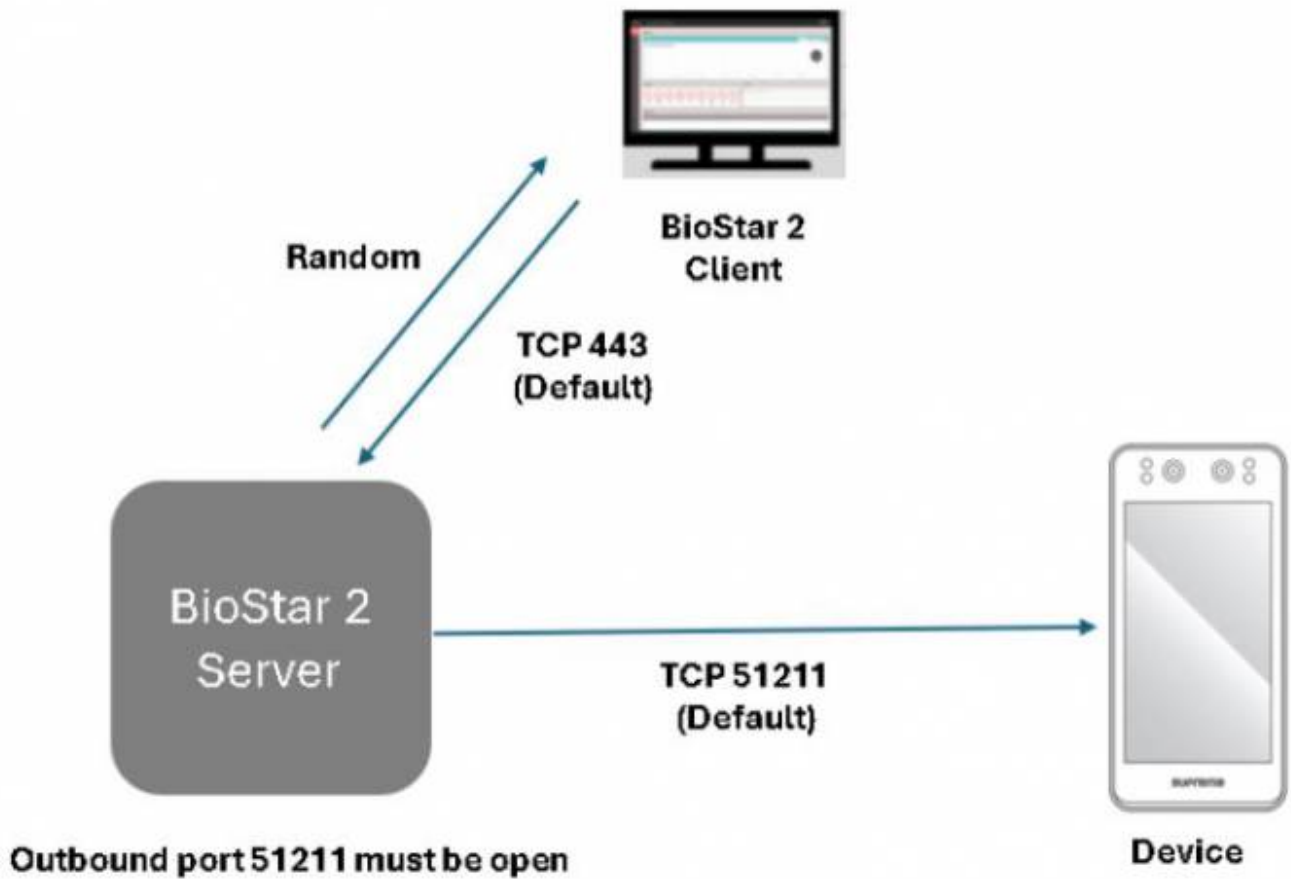 BioStar 2
Client
Random
TCP 443
(Default)
BioStar 2
Server
TCP 51211
(Default)
suprema
Device
Outbound port 51211 must be open